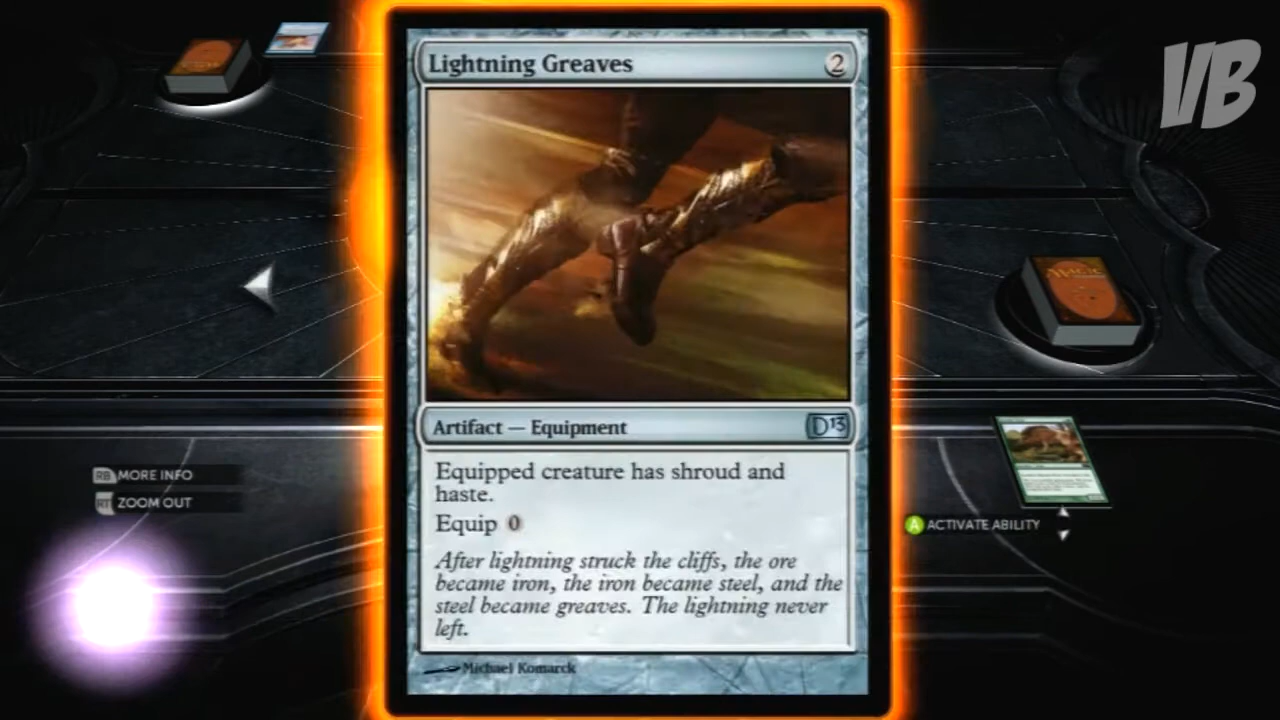 VB
Lightning Greaves 2
Artifact — Equipment D13
Equipped creature has shroud and
haste.
Equip 0
After lightning struck the cliffs, the ore
became iron, the iron became steel, and the
steel became greaves. The lightning never
left.
Michael Komarck
RB MORE INFO
RT ZOOM OUT
MAGIC
A ACTIVATE ABILITY